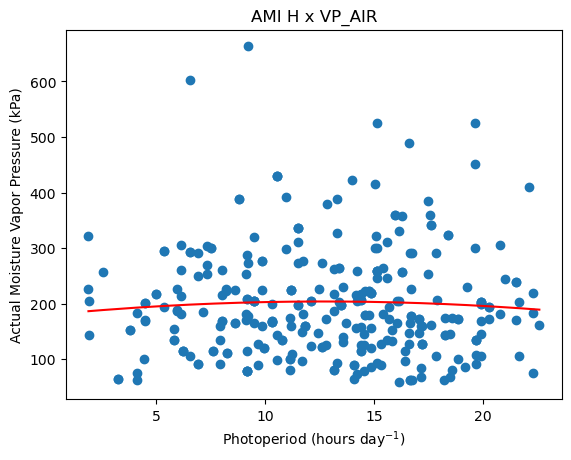 AMI H x VP_AIR
Actual Moisture Vapor Pressure (kPa)
600
500
400
300
200
100
5 10 15 20
Photoperiod (hours day⁻¹)